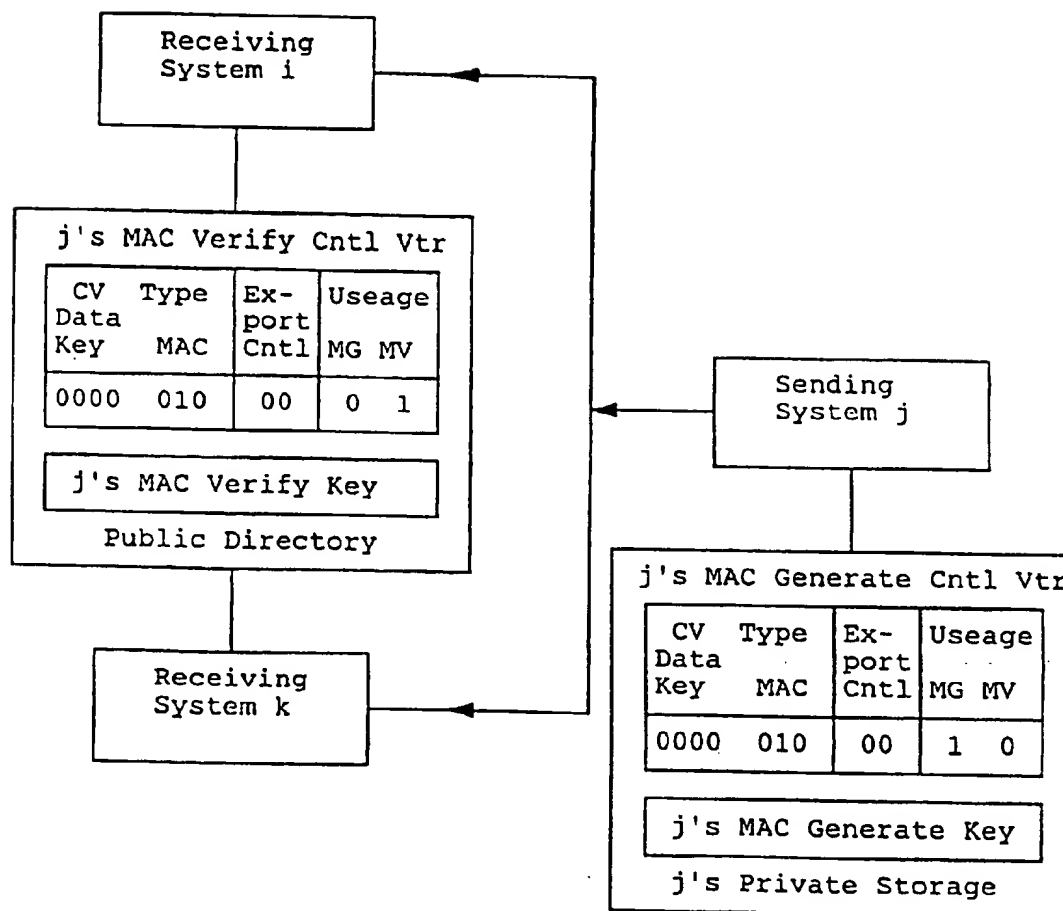 Receiving
System i
j's MAC Verify Cntl Vtr
CV Type Ex- Useage
Data port
Key MAC Cntl MG MV
0000 010 00 0 1
j's MAC Verify Key
Public Directory
Sending
System j
Receiving
System k
j's MAC Generate Cntl Vtr
CV Type Ex- Useage
Data port
Key MAC Cntl MG MV
0000 010 00 1 0
j's MAC Generate Key
j's Private Storage